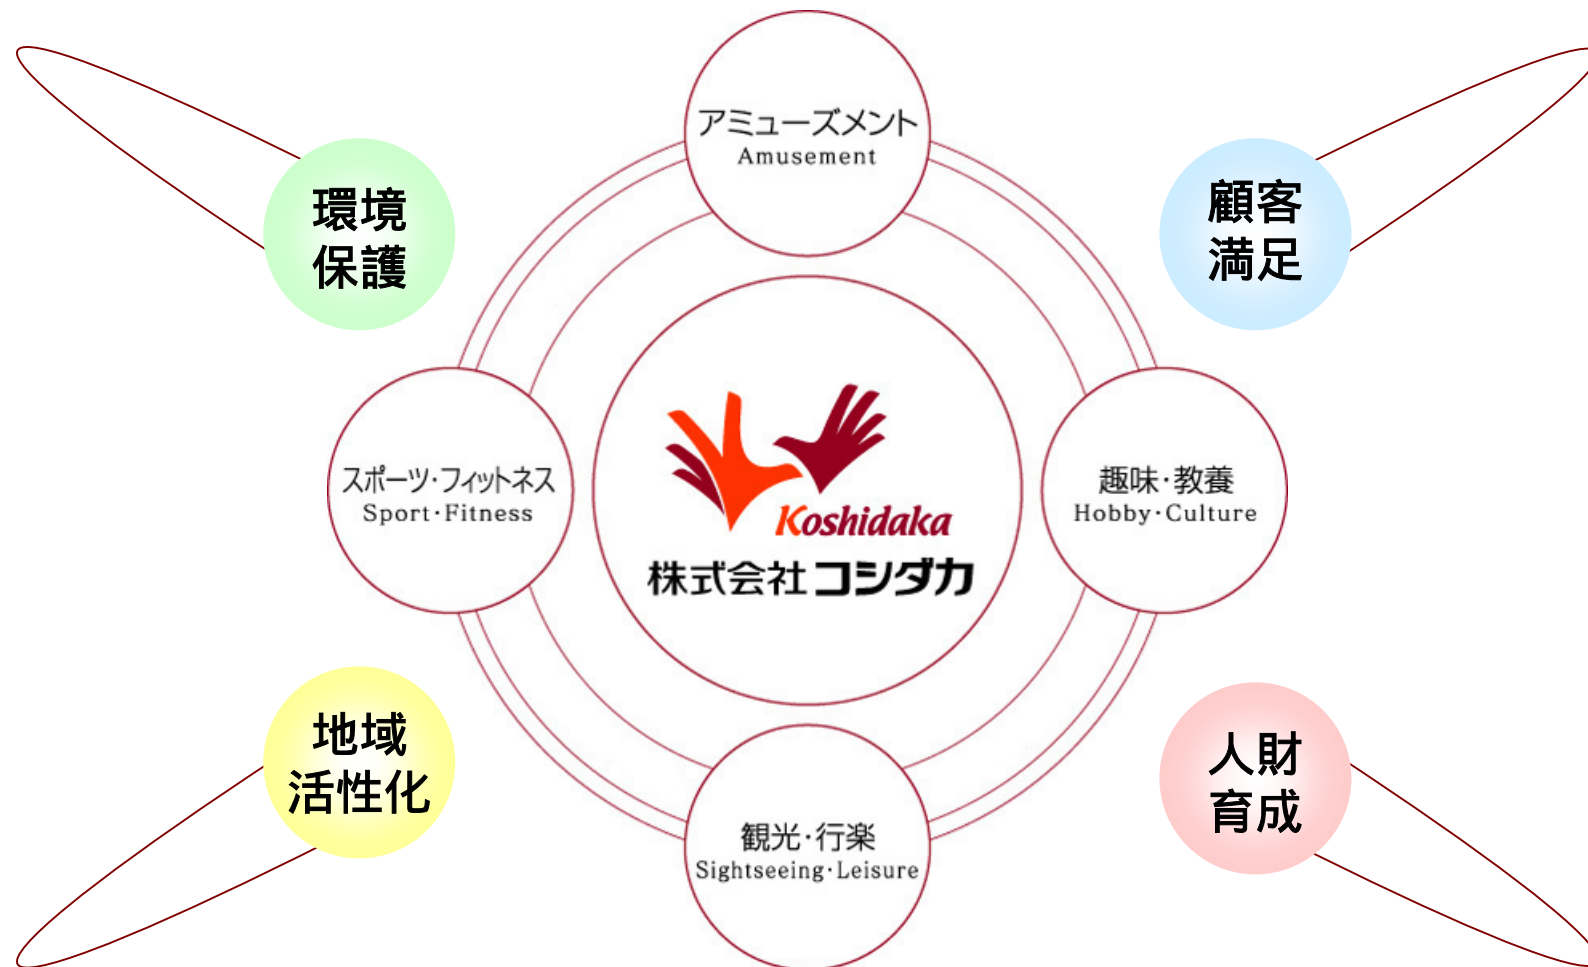 アミューズメント
Amusement
環境
保護
顧客
満足
スポーツ・フィットネス
Sport・Fitness
Koshidaka
株式会社コシダカ
趣味・教養
Hobby・Culture
地域
活性化
人財
育成
観光・行楽
Sightseeing・Leisure